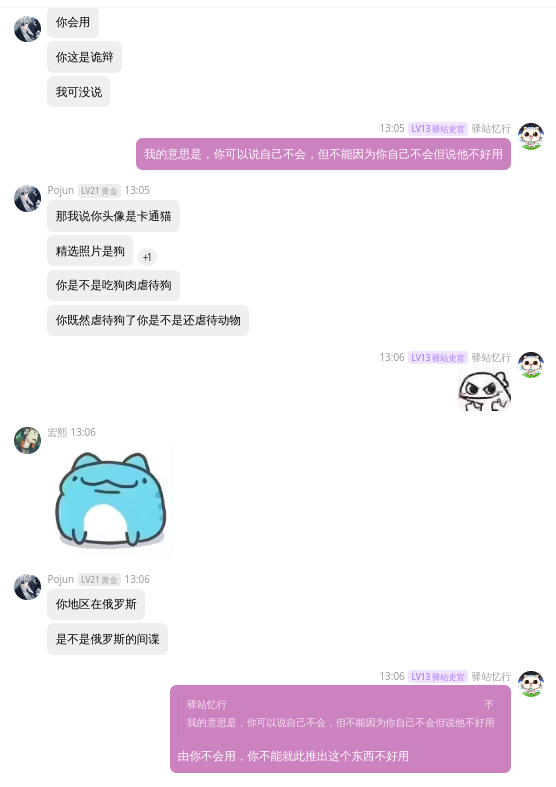 你会用
你这是诡辩
我可没说
13:05 LV13 驿站史官 驿站忆行
我的意思是，你可以说自己不会，但不能因为你自己不会但说他不好用
Pojun LV21 黄金 13:05
那我说你头像是卡通猫
精选照片是狗
+1
你是不是吃狗肉虐待狗
你既然虐待狗了你是不是还虐待动物
13:06 LV13 驿站史官 驿站忆行
宏熙 13:06
Pojun LV21 黄金 13:06
你地区在俄罗斯
是不是俄罗斯的间谍
13:06 LV13 驿站史官 驿站忆行
驿站忆行
我的意思是，你可以说自己不会，但不能因为你自己不会但说他不好用
由你不会用，你不能就此推出这个东西不好用